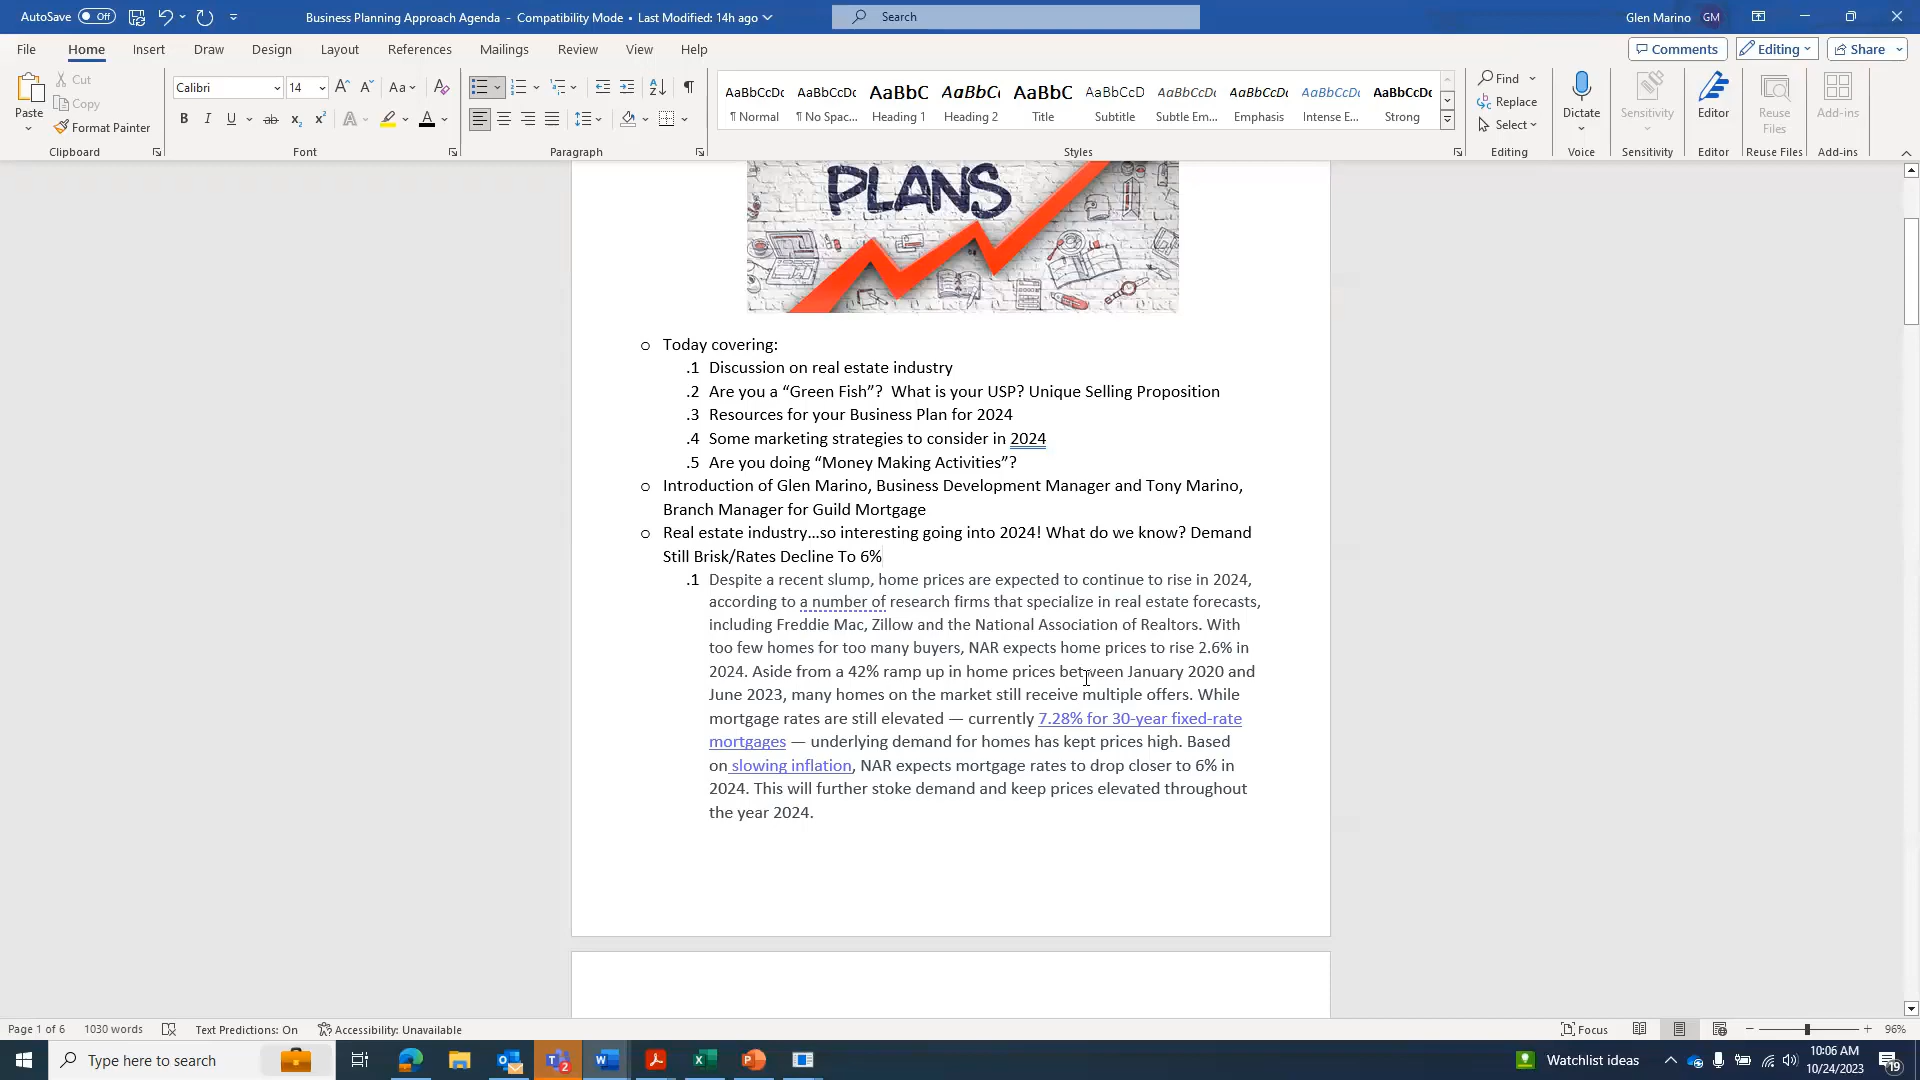 AutoSave Off Business Planning Approach Agenda - Compatibility Mode • Last Modified: 14h ago Search Glen Marino GM
File Home Insert Draw Design Layout References Mailings Review View Help Comments Editing Share
Paste Cut Copy Format Painter
Calibri 14
AaBbCcDc AaBbCcDc AaBbC AaBbCc AaBbC AaBbCcD AaBbCcDc AaBbCcDc AaBbCcDc AaBbCcDc
¶ Normal ¶ No Spac... Heading 1 Heading 2 Title Subtitle Subtle Em... Emphasis Intense E... Strong
Find Replace Select
Dictate Sensitivity Editor Reuse Files Add-ins
Clipboard Font Paragraph Styles Editing Voice Sensitivity Editor Reuse Files Add-ins
PLANS
o Today covering:
.1 Discussion on real estate industry
.2 Are you a “Green Fish”? What is your USP? Unique Selling Proposition
.3 Resources for your Business Plan for 2024
.4 Some marketing strategies to consider in 2024
.5 Are you doing “Money Making Activities”?
o Introduction of Glen Marino, Business Development Manager and Tony Marino,
Branch Manager for Guild Mortgage
o Real estate industry…so interesting going into 2024! What do we know? Demand
Still Brisk/Rates Decline To 6%
.1 Despite a recent slump, home prices are expected to continue to rise in 2024,
according to a number of research firms that specialize in real estate forecasts,
including Freddie Mac, Zillow and the National Association of Realtors. With
too few homes for too many buyers, NAR expects home prices to rise 2.6% in
2024. Aside from a 42% ramp up in home prices between January 2020 and
June 2023, many homes on the market still receive multiple offers. While
mortgage rates are still elevated — currently 7.28% for 30-year fixed-rate
mortgages — underlying demand for homes has kept prices high. Based
on slowing inflation, NAR expects mortgage rates to drop closer to 6% in
2024. This will further stoke demand and keep prices elevated throughout
the year 2024.
Page 1 of 6 1030 words Text Predictions: On Accessibility: Unavailable Focus 96%
Type here to search Watchlist ideas 10:06 AM
10/24/2023 19